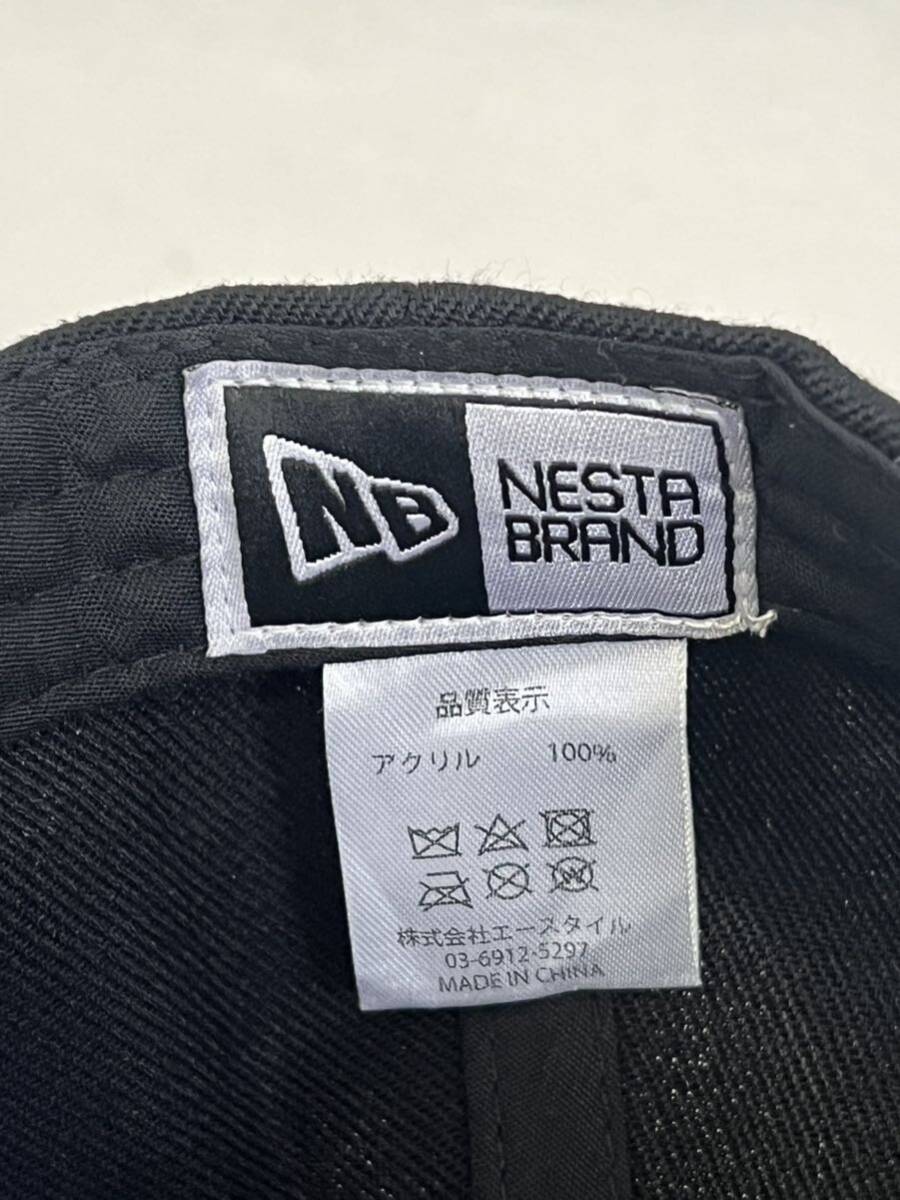 NB
NESTA
BRAND
品質表示
アクリル 100%
W
株式会社エースタイル
03-6912-5297
MADE IN CHINA